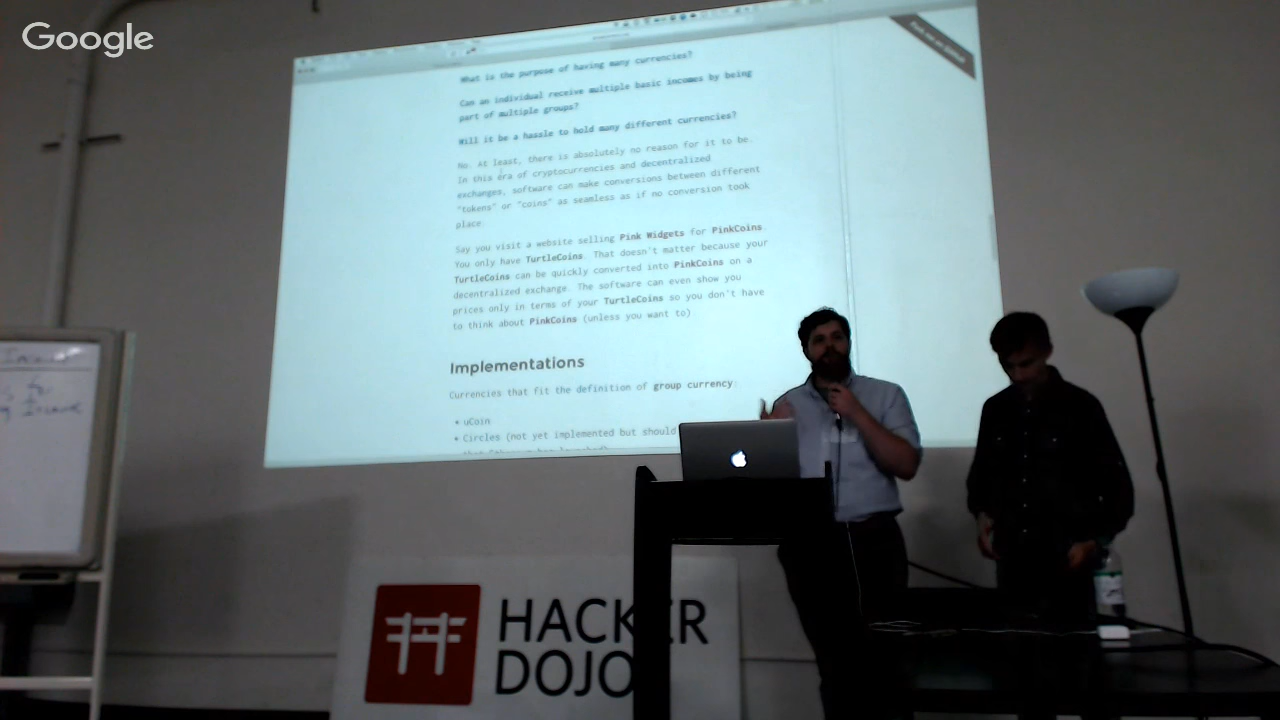 Google
Fork me on GitHub
What is the purpose of having many currencies?
Can an individual receive multiple basic incomes by being
part of multiple groups?
Will it be a hassle to hold many different currencies?
No. At least, there is absolutely no reason for it to be.
In this era of cryptocurrencies and decentralized
exchanges, software can make conversions between different
"tokens" or "coins" as seamless as if no conversion took
place.
Say you visit a website selling Pink Widgets for PinkCoins.
You only have TurtleCoins. That doesn't matter because your
TurtleCoins can be quickly converted into PinkCoins on a
decentralized exchange. The software can even show you
prices only in terms of your TurtleCoins so you don't have
to think about PinkCoins (unless you want to)
Implementations
Currencies that fit the definition of group currency:
• uCoin
• Circles (not yet implemented but should
Income
HACKER
DOJO